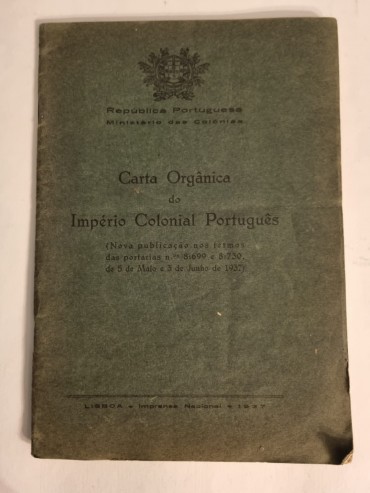 República Portuguesa
Ministério das Colónias
Carta Orgânica
do
Império Colonial Português
(Nova publicação nos termos
das portarias n.ºs 8:699 e 8:730,
de 5 de Maio e 3 de Junho de 1937)
LISBOA • Imprensa Nacional • 1937